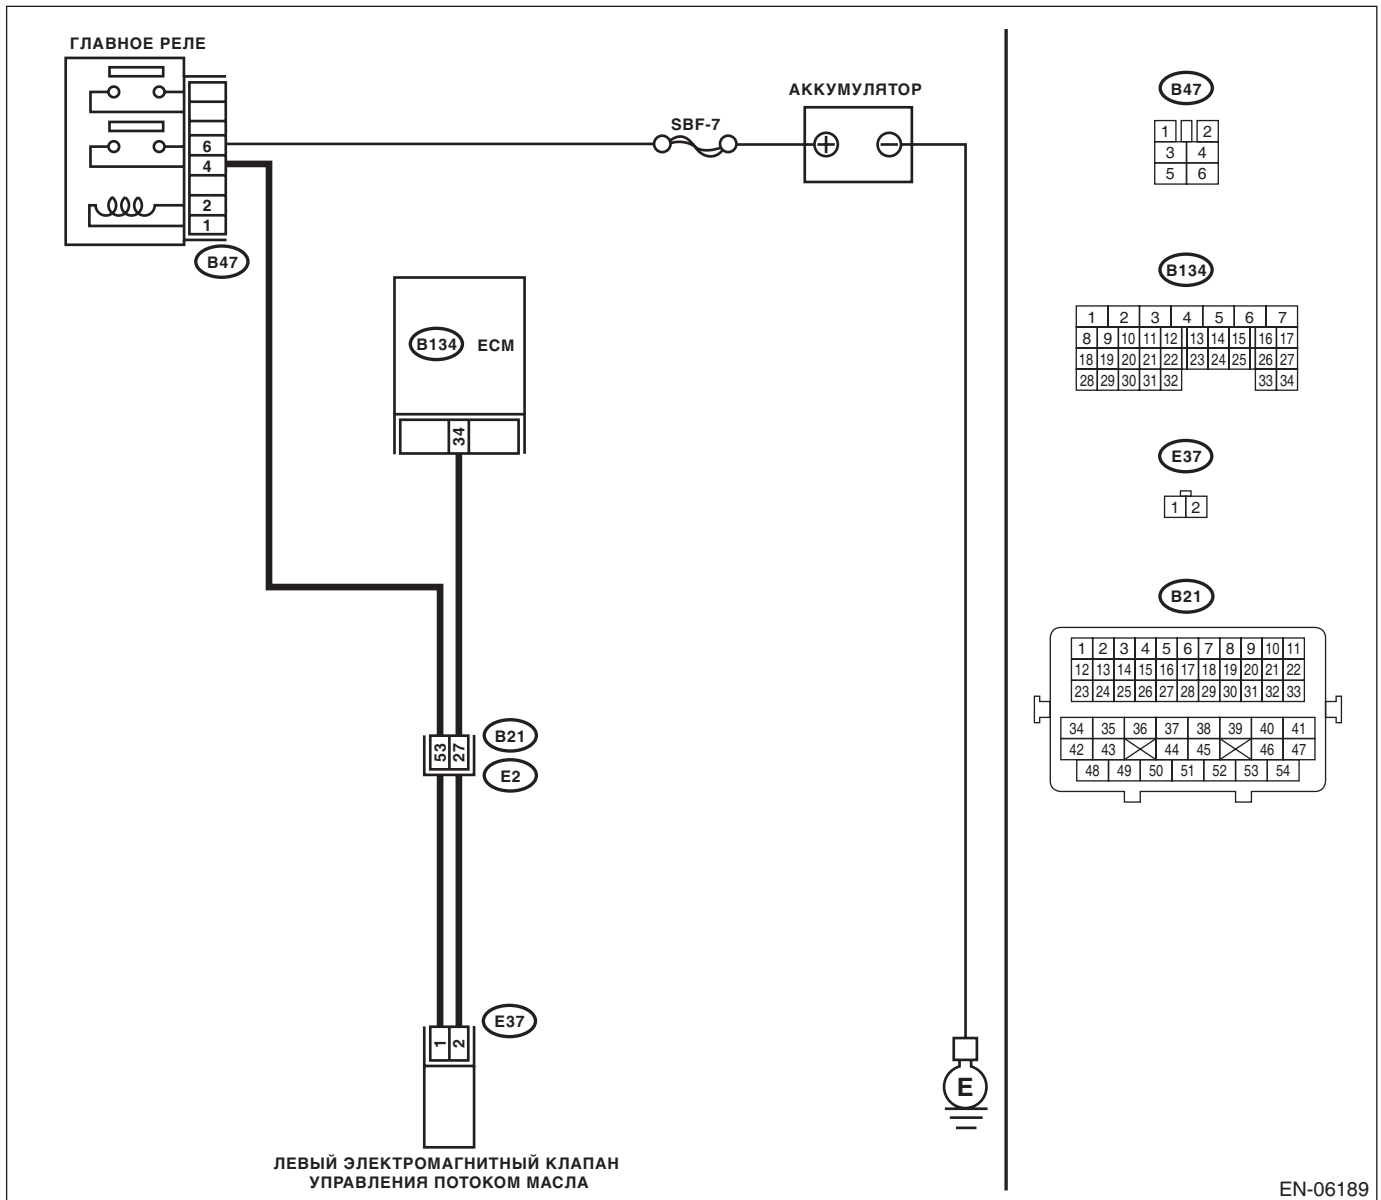 ГЛАВНОЕ РЕЛЕ
6
4
2
1
B47
SBF-7
АККУМУЛЯТОР
B134 ECM
34
53 27
B21
E2
E37
1 2
ЛЕВЫЙ ЭЛЕКТРОМАГНИТНЫЙ КЛАПАН
УПРАВЛЕНИЯ ПОТОКОМ МАСЛА
E
B47
1 2
3 4
5 6
B134
1 2 3 4 5 6 7
8 9 10 11 12 13 14 15 16 17
18 19 20 21 22 23 24 25 26 27
28 29 30 31 32 33 34
E37
1 2
B21
1 2 3 4 5 6 7 8 9 10 11
12 13 14 15 16 17 18 19 20 21 22
23 24 25 26 27 28 29 30 31 32 33
34 35 36 37 38 39 40 41
42 43 44 45 46 47
48 49 50 51 52 53 54
EN-06189